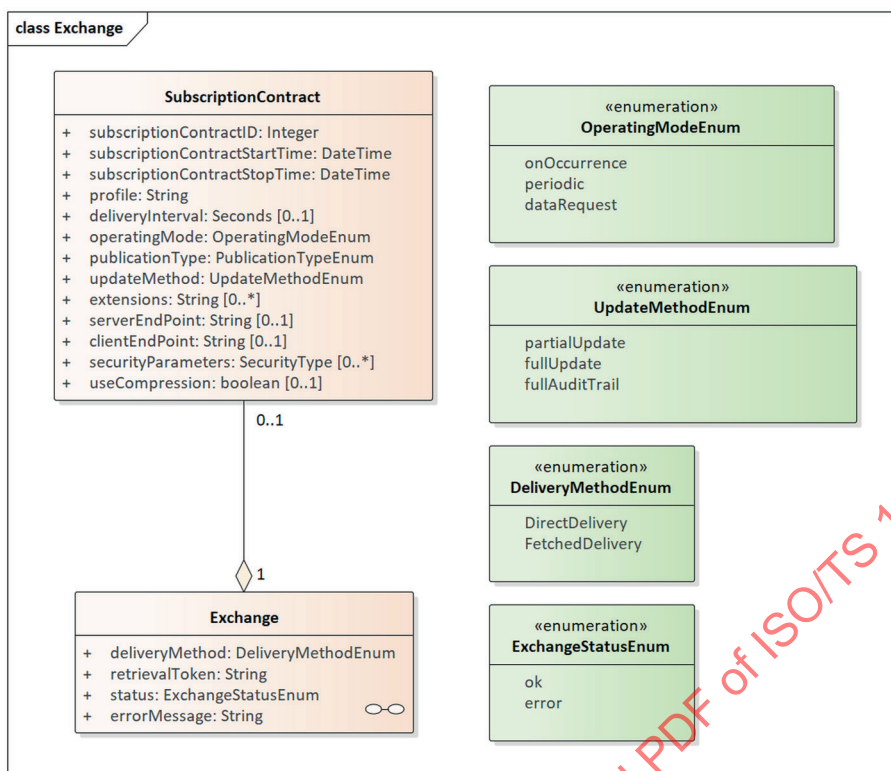 class Exchange
SubscriptionContract
+ subscriptionContractID: Integer
+ subscriptionContractStartTime: DateTime
+ subscriptionContractStopTime: DateTime
+ profile: String
+ deliveryInterval: Seconds [0..1]
+ operatingMode: OperatingModeEnum
+ publicationType: PublicationTypeEnum
+ updateMethod: UpdateMethodEnum
+ extensions: String [0..*]
+ serverEndPoint: String [0..1]
+ clientEndPoint: String [0..1]
+ securityParameters: SecurityType [0..*]
+ useCompression: boolean [0..1]
0..1
1
Exchange
+ deliveryMethod: DeliveryMethodEnum
+ retrievalToken: String
+ status: ExchangeStatusEnum
+ errorMessage: String
«enumeration»
OperatingModeEnum
onOccurrence
periodic
dataRequest
«enumeration»
UpdateMethodEnum
partialUpdate
fullUpdate
fullAuditTrail
«enumeration»
DeliveryMethodEnum
DirectDelivery
FetchedDelivery
«enumeration»
ExchangeStatusEnum
ok
error
PDF of ISO/TS 1